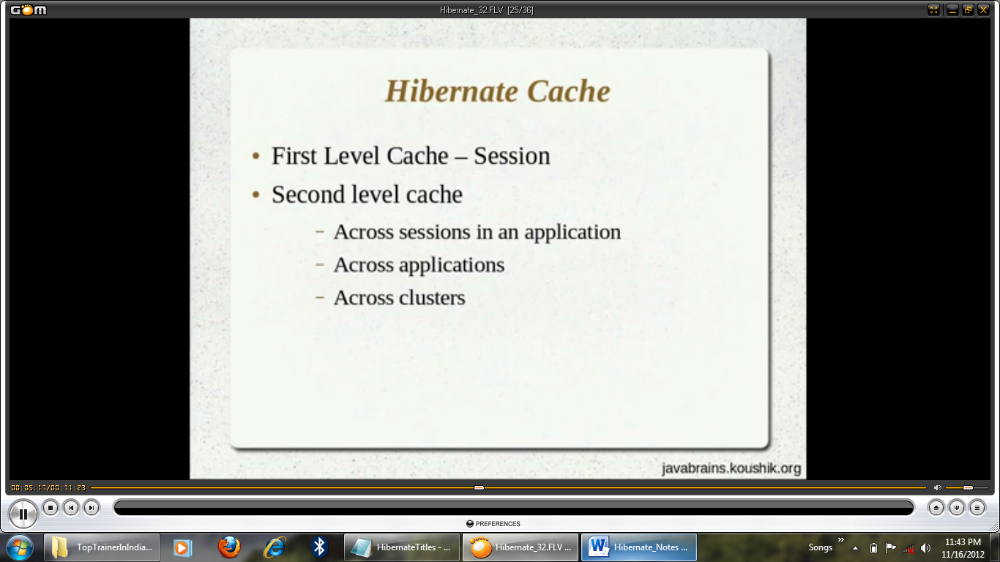 GOM
Hibernate_32.FLV [25/36]
Hibernate Cache
• First Level Cache – Session
• Second level cache
– Across sessions in an application
– Across applications
– Across clusters
javabrains.koushik.org
00:05:17/00:11:23
PREFERENCES
TopTrainerInIndia...
HibernateTitles - ...
Hibernate_32.FLV ...
Hibernate_Notes ...
Songs
»
11:43 PM
11/16/2012